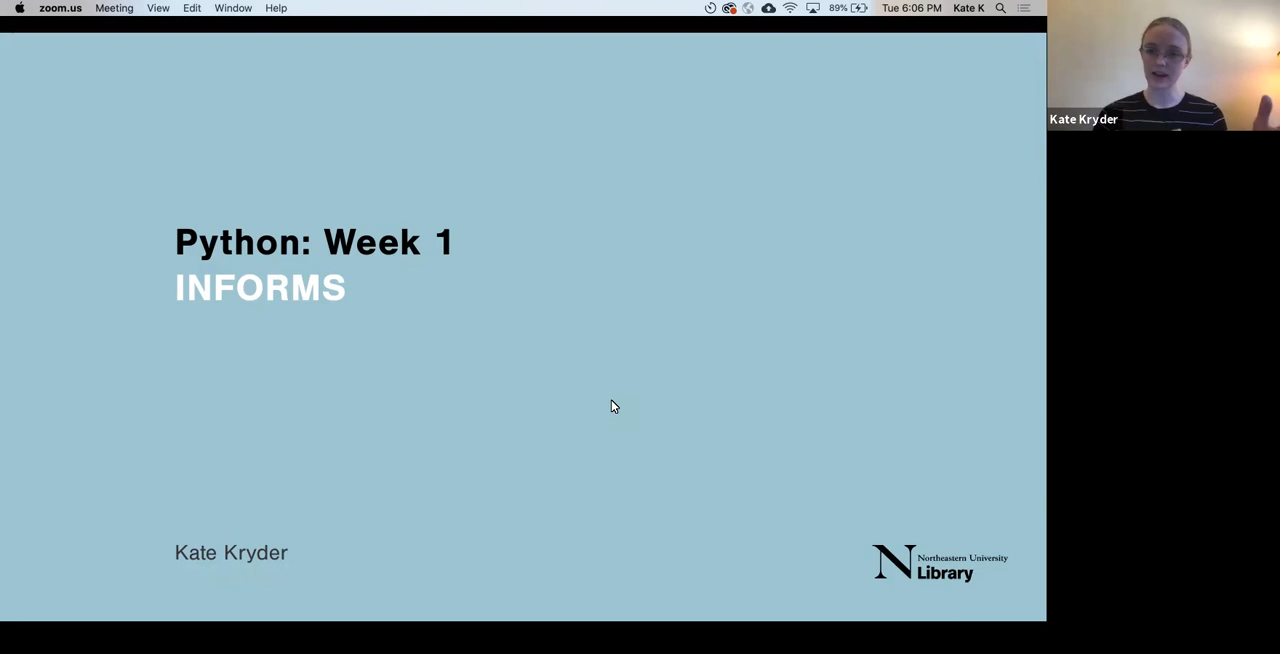 zoom.us Meeting View Edit Window Help 89% Tue 6:06 PM Kate K
Kate Kryder
Python: Week 1
INFORMS
Kate Kryder
N Northeastern University
Library